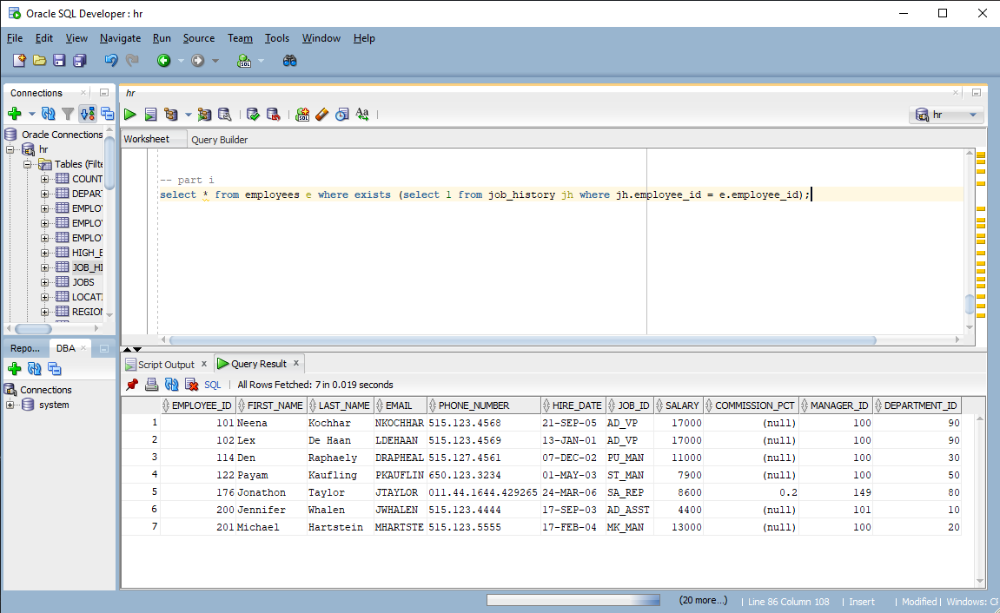 Oracle SQL Developer : hr
File Edit View Navigate Run Source Team Tools Window Help
Connections
hr
hr
Worksheet
Query Builder
Oracle Connections
hr
Tables (Filte
COUNT
DEPAR
EMPLO
EMPLO
EMPLO
HIGH_E
JOB_HI
JOBS
LOCATI
REGION
-- part i
select * from employees e where exists (select 1 from job_history jh where jh.employee_id = e.employee_id);
Repo... DBA
Connections
system
Script Output Query Result
SQL All Rows Fetched: 7 in 0.019 seconds
EMPLOYEE_ID FIRST_NAME LAST_NAME EMAIL PHONE_NUMBER HIRE_DATE JOB_ID SALARY COMMISSION_PCT MANAGER_ID DEPARTMENT_ID
1 101 Neena Kochhar NKOCHHAR 515.123.4568 21-SEP-05 AD_VP 17000 (null) 100 90
2 102 Lex De Haan LDEHAAN 515.123.4569 13-JAN-01 AD_VP 17000 (null) 100 90
3 114 Den Raphaely DRAPHEAL 515.127.4561 07-DEC-02 PU_MAN 11000 (null) 100 30
4 122 Payam Kaufling PKAUFLIN 650.123.3234 01-MAY-03 ST_MAN 7900 (null) 100 50
5 176 Jonathon Taylor JTAYLOR 011.44.1644.429265 24-MAR-06 SA_REP 8600 0.2 149 80
6 200 Jennifer Whalen JWHALEN 515.123.4444 17-SEP-03 AD_ASST 4400 (null) 101 10
7 201 Michael Hartstein MHARTSTE 515.123.5555 17-FEB-04 MK_MAN 13000 (null) 100 20
(20 more...) | Line 86 Column 108 | Insert | Modified | Windows: CR